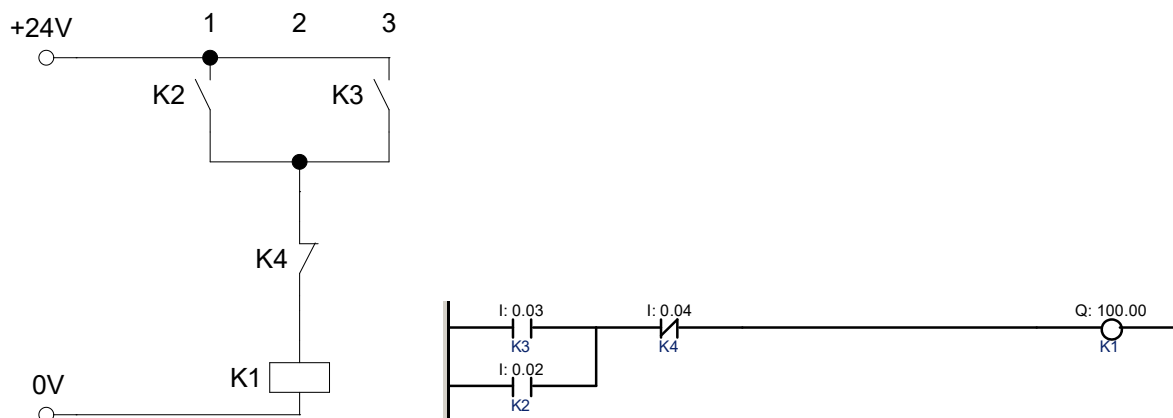 1 2 3
+24V
K2 K3
K4
K1
0V
I: 0.03 I: 0.04 Q: 100.00
K3 K4 K1
I: 0.02
K2